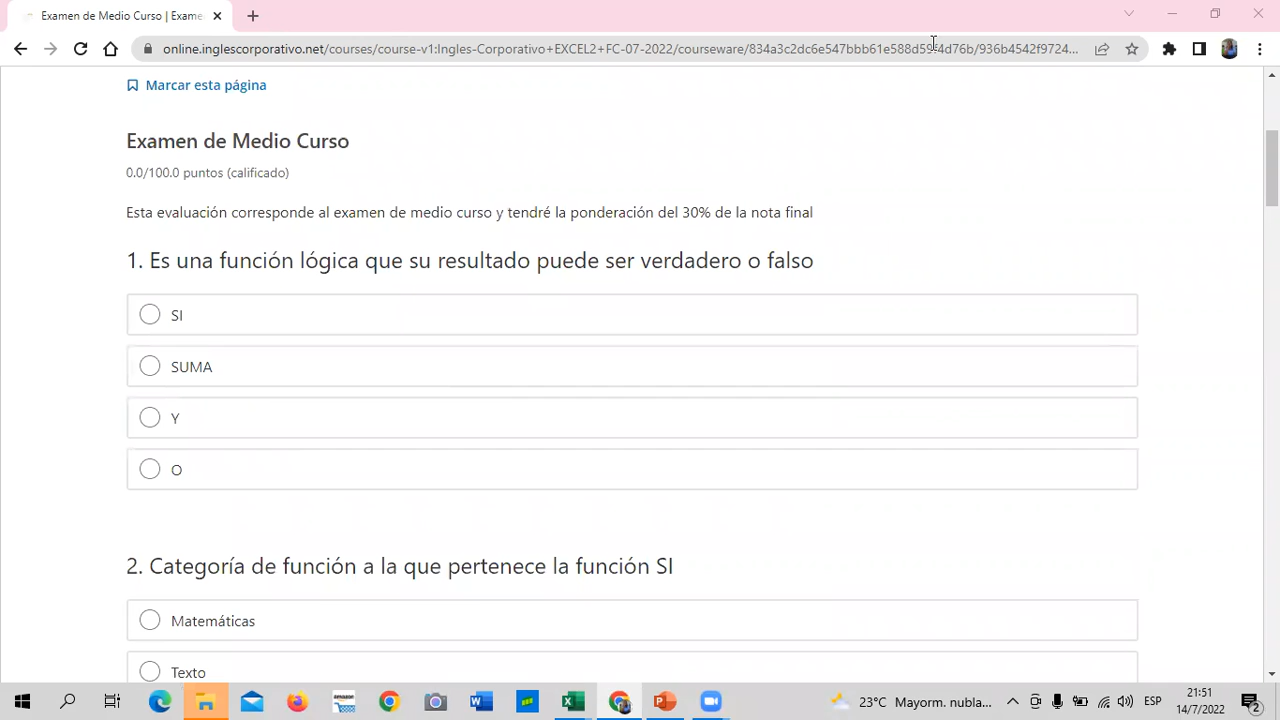 Examen de Medio Curso | Exame
online.inglescorporativo.net/courses/course-v1:Ingles-Corporativo+EXCEL2+FC-07-2022/courseware/834a3c2dc6e547bbb61e588d59f4d76b/936b4542f9724...
Marcar esta página
Examen de Medio Curso
0.0/100.0 puntos (calificado)
Esta evaluación corresponde al examen de medio curso y tendré la ponderación del 30% de la nota final
1. Es una función lógica que su resultado puede ser verdadero o falso
SI
SUMA
Y
O
2. Categoría de función a la que pertenece la función SI
Matemáticas
Texto
amazon
23°C Mayorm. nubla...
ESP
21:51
14/7/2022
2